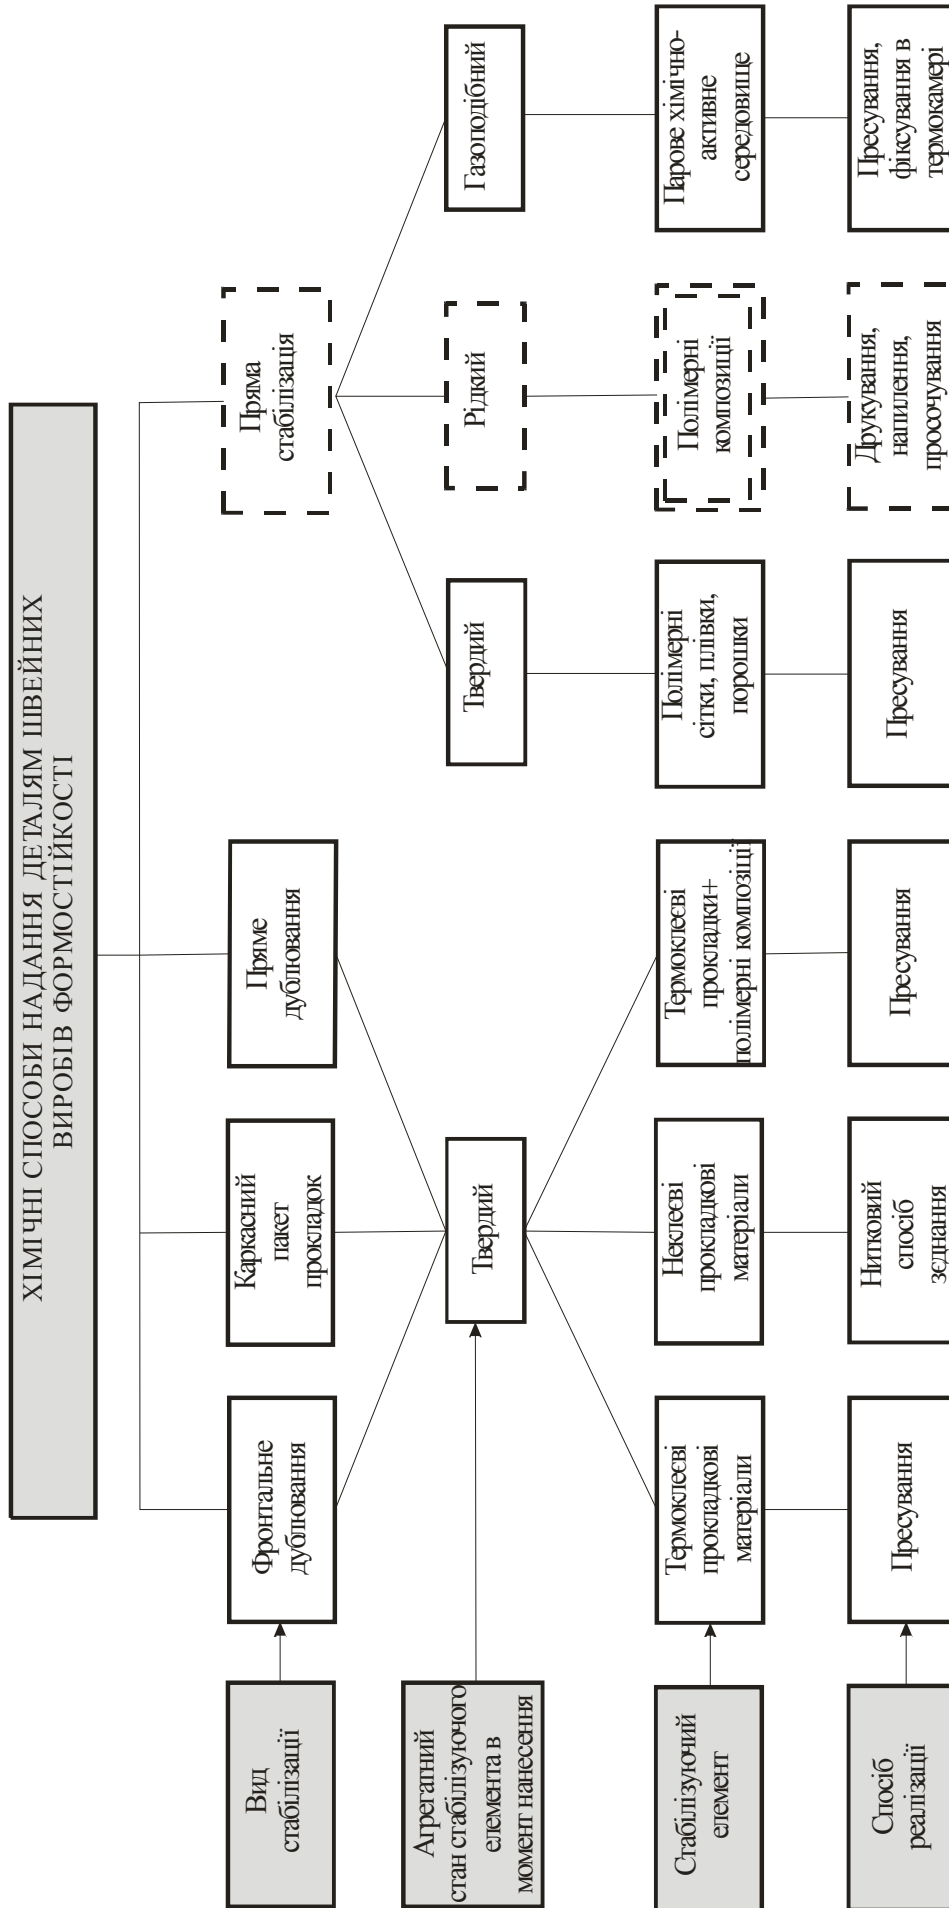 ХІМІЧНІ СПОСОБИ НАДАННЯ ДЕТАЛЯМ ШВЕЙНИХ
ВИРОБІВ ФОРМОСТІЙКОСТІ
Вид
стабілізації
Фронтальне
дублювання
Каркасний
пакет
прокладок
Пряме
дублювання
Пряма
стабілізація
Агрегатний
стан стабілізуючого
елемента в
момент нанесення
Твердий
Твердий
Рідкий
Газоподібний
Стабілізуючий
елемент
Термоклеєві
прокладкові
матеріали
Неклеєві
прокладкові
матеріали
Термоклеєві
прокладки+
полімерні композиції
Полімерні
сітки, плівки,
порошки
Полімерні
композиції
Парове хімічно-
активне
середовище
Спосіб
реалізації
Пресування
Нитковий
спосіб
зєднання
Пресування
Пресування
Друкування,
напилення,
просочування
Пресування,
фіксування в
термокамері